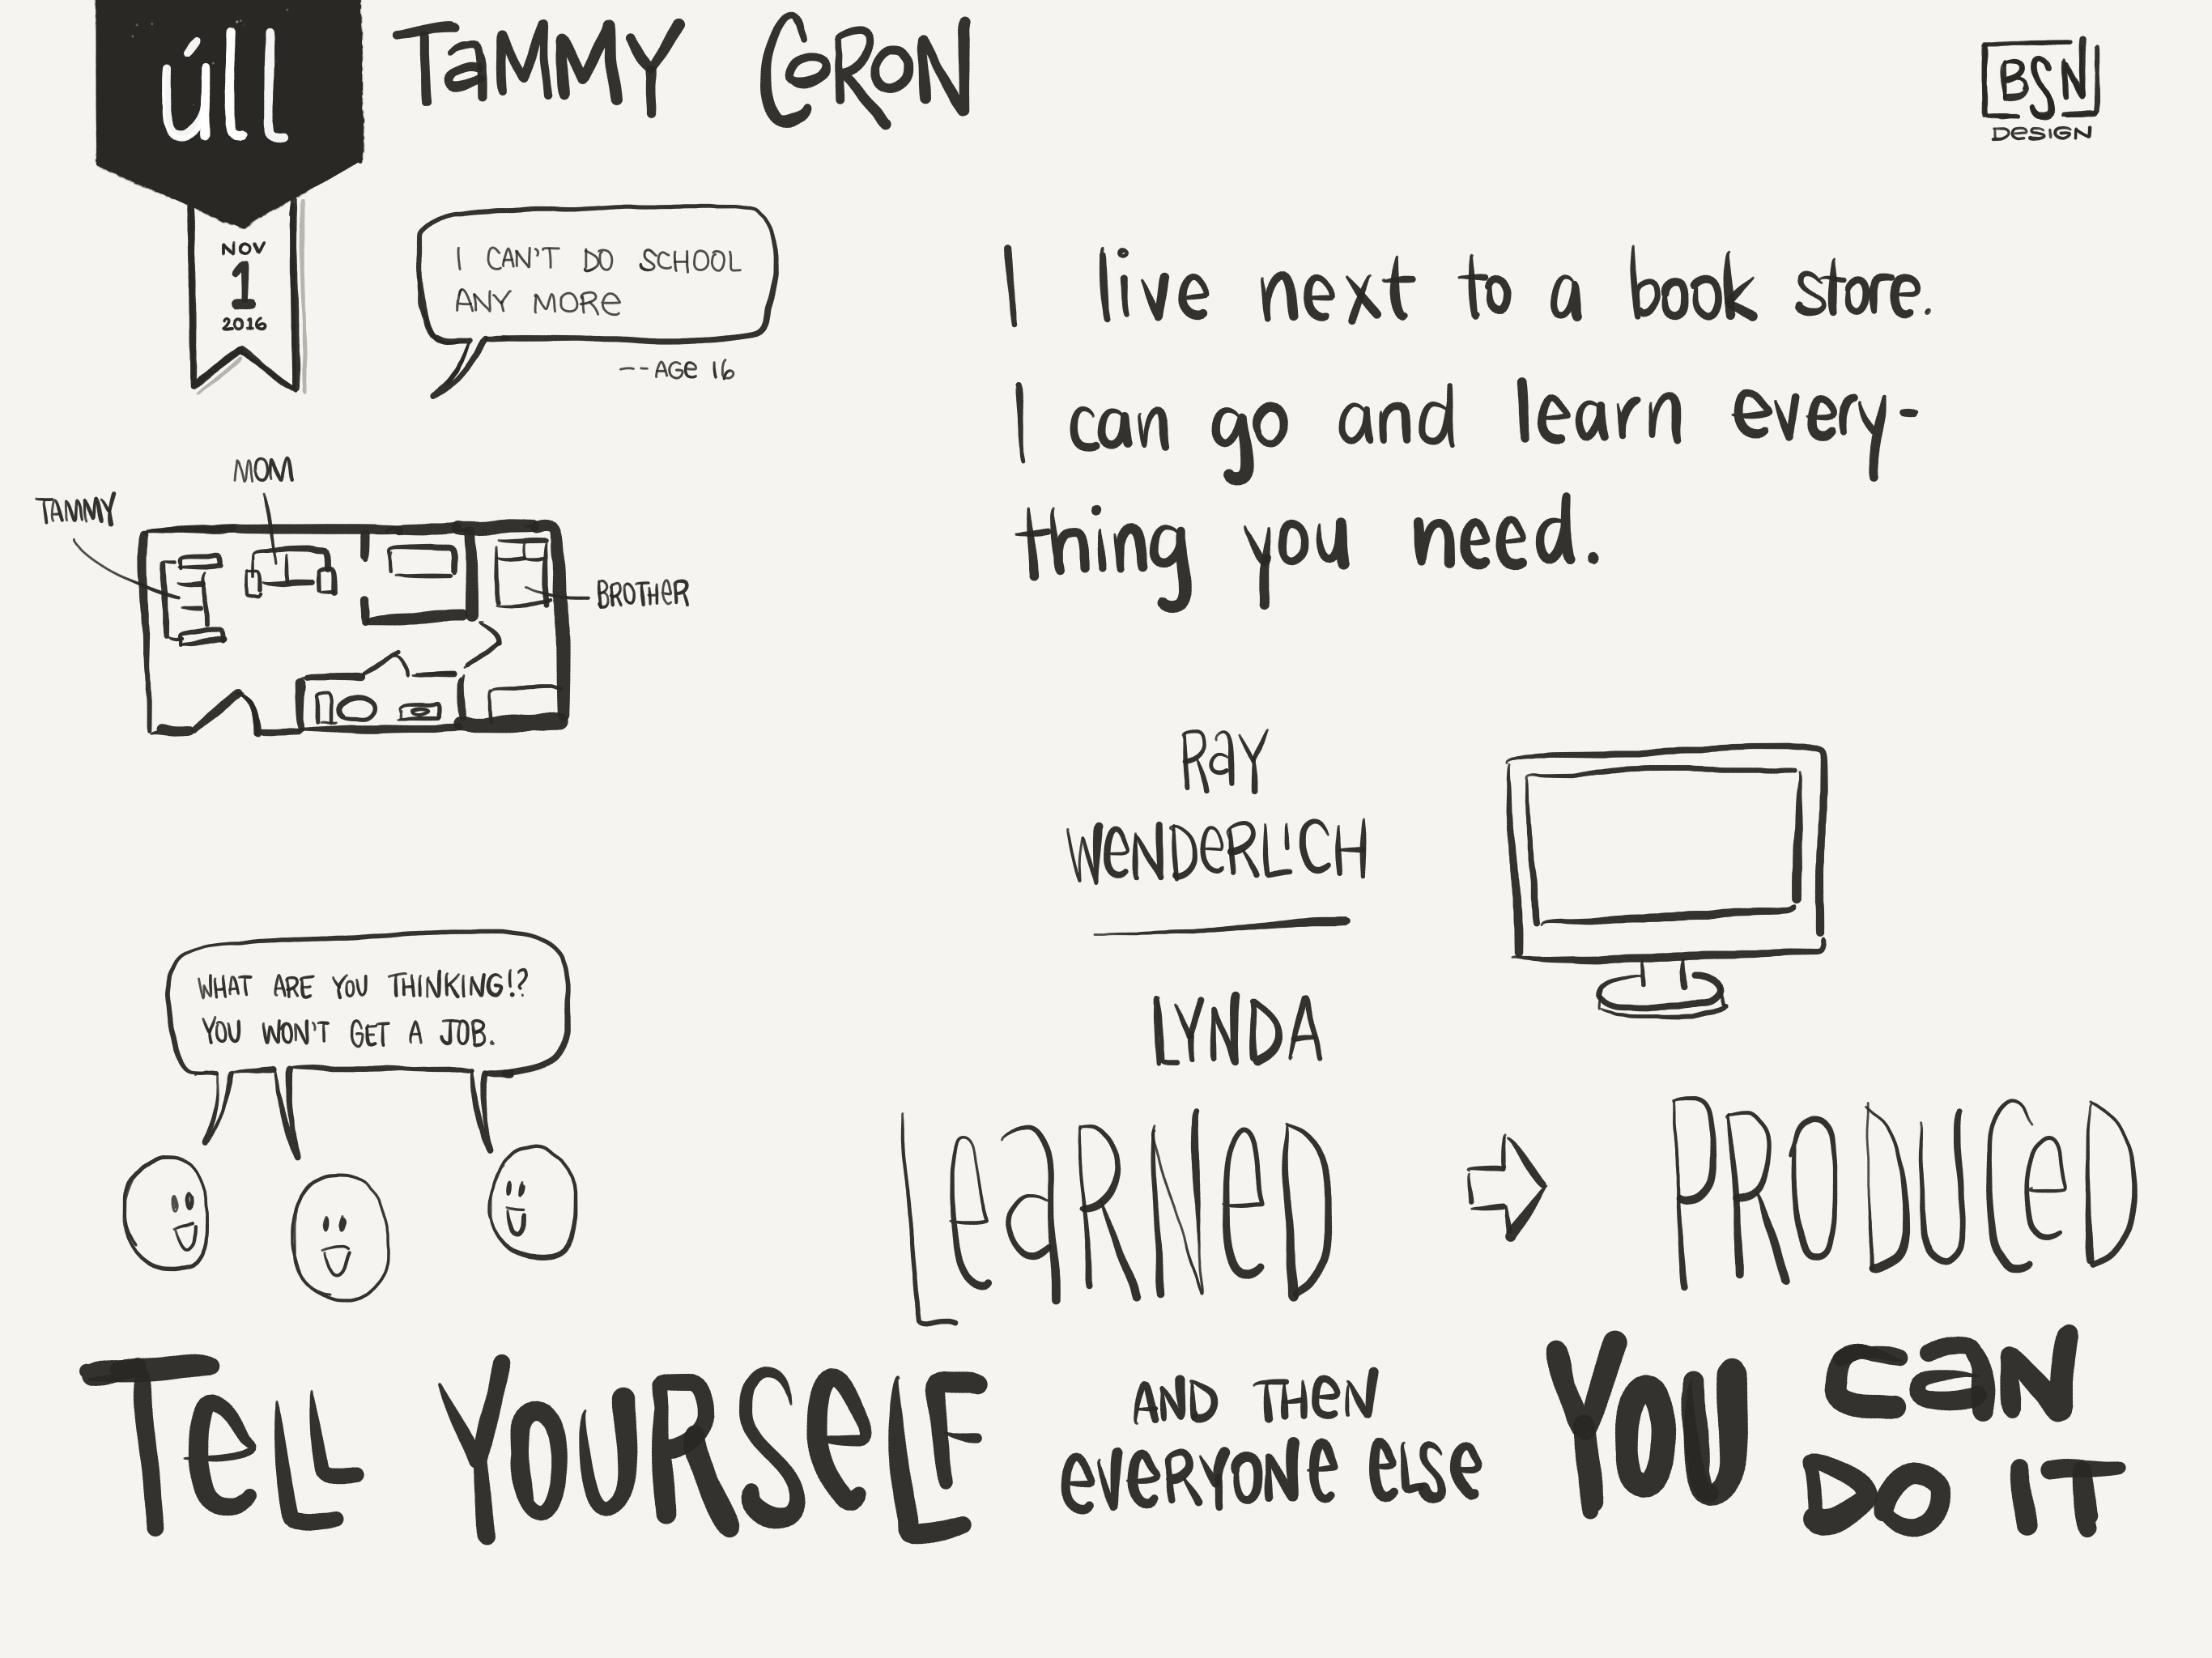 úll
TaMMY CORON
BSN
DeSIGN
NOV
1
2016
I CAN'T DO SCHOOL
ANY MORe
--AGe 16
I live next to a book store.
I can go and learn every-
thing you need.
MOM
TAMMY
BROTHeR
RaY
WeNDeRLiCH
LYNDA
WHAT ARE YoU THINKING!?
YOU WON'T GET A JOB.
LeaRNeD
PRODUCeD
TeLL YOURSeLF
AND THeN
eVeRYONe eLSe
YOU CaN
DO IT